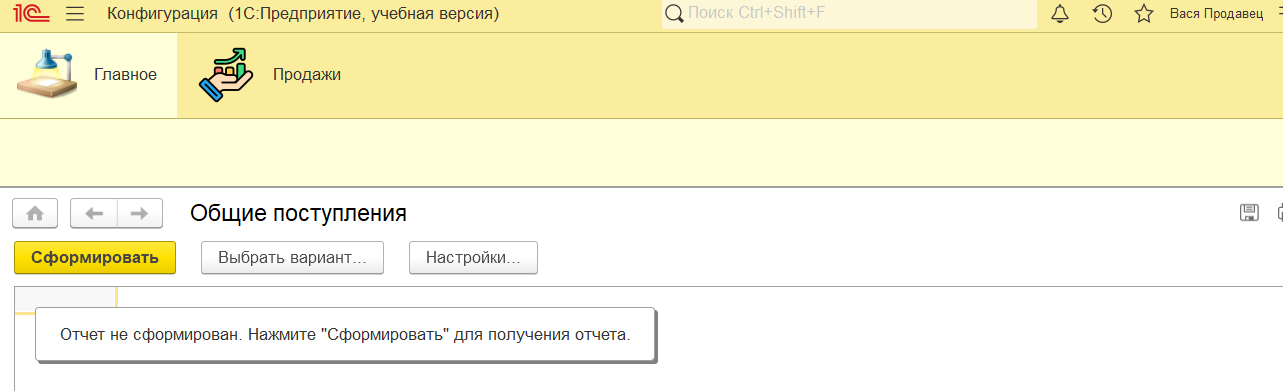 1С Конфигурация (1С:Предприятие, учебная версия) Поиск Ctrl+Shift+F Вася Продавец
Главное Продажи
Общие поступления
Сформировать Выбрать вариант... Настройки...
Отчет не сформирован. Нажмите "Сформировать" для получения отчета.